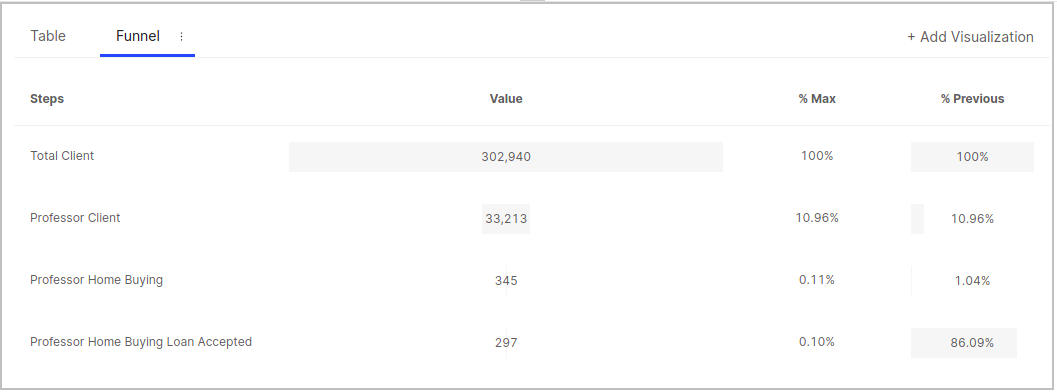 Table Funnel + Add Visualization
Steps Value % Max % Previous
Total Client 302,940 100% 100%
Professor Client 33,213 10.96% 10.96%
Professor Home Buying 345 0.11% 1.04%
Professor Home Buying Loan Accepted 297 0.10% 86.09%